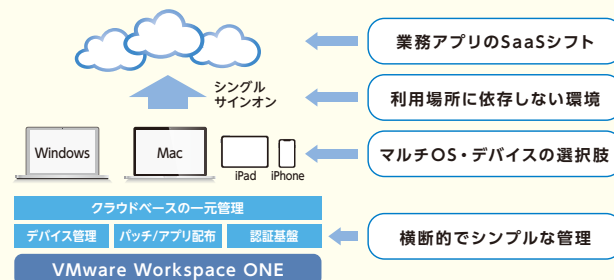 業務アプリのSaaSシフト
シングル
サインオン
利用場所に依存しない環境
Windows
Mac
iPad
iPhone
マルチOS・デバイスの選択肢
クラウドベースの一元管理
デバイス管理
パッチ/アプリ配布
認証基盤
横断的でシンプルな管理
VMware Workspace ONE